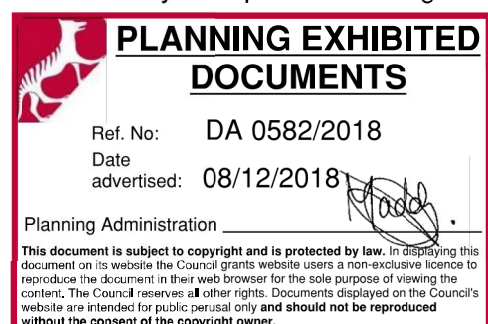 PLANNING EXHIBITED
DOCUMENTS
Ref. No: DA 0582/2018
Date
advertised: 08/12/2018
Planning Administration
This document is subject to copyright and is protected by law. In displaying this
document on its website the Council grants website users a non-exclusive licence to
reproduce the document in their web browser for the sole purpose of viewing the
content. The Council reserves all other rights. Documents displayed on the Council's
website are intended for public perusal only and should not be reproduced
without the consent of the copyright owner.